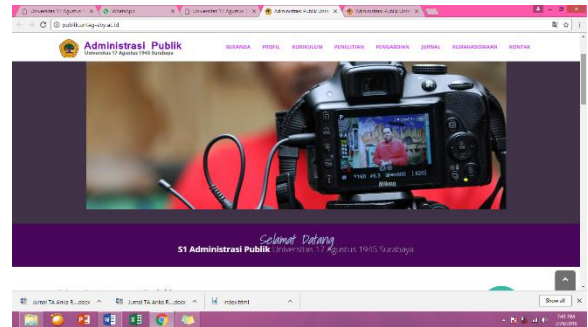 Universitas 17 Agustus
WhatsApp
Universitas 17 Agustus
Administrasi Publik Univ
Administrasi Publik Univ
publik.untag-sby.ac.id
Administrasi Publik
Universitas 17 Agustus 1945 Surabaya
BERANDA PROFIL KURIKULUM PENELITIAN PENGABDIAN JURNAL KEMAHASISWAAN KONTAK
Nikon
Selamat Datang
S1 Administrasi Publik Universitas 17 Agustus 1945 Surabaya
Jurnal TA Anka R....docx
Jurnal TA Anka R....docx
index.html
Show all